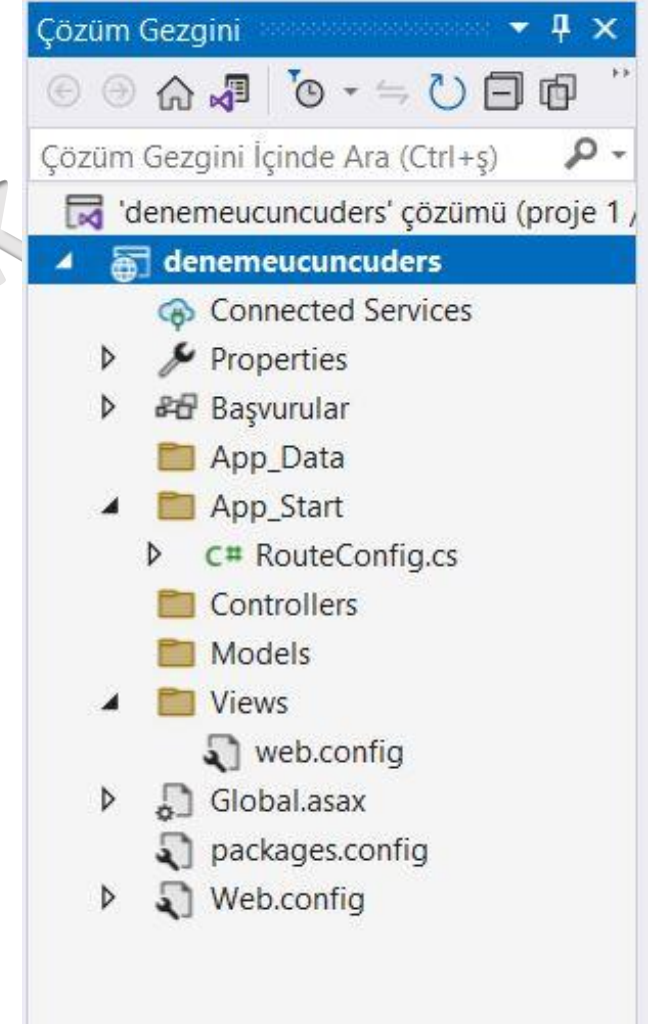 Çözüm Gezgini
Çözüm Gezgini İçinde Ara (Ctrl+ş)
'denemeucuncuders' çözümü (proje 1 /
denemeucuncuders
Connected Services
Properties
Başvurular
App_Data
App_Start
C# RouteConfig.cs
Controllers
Models
Views
web.config
Global.asax
packages.config
Web.config